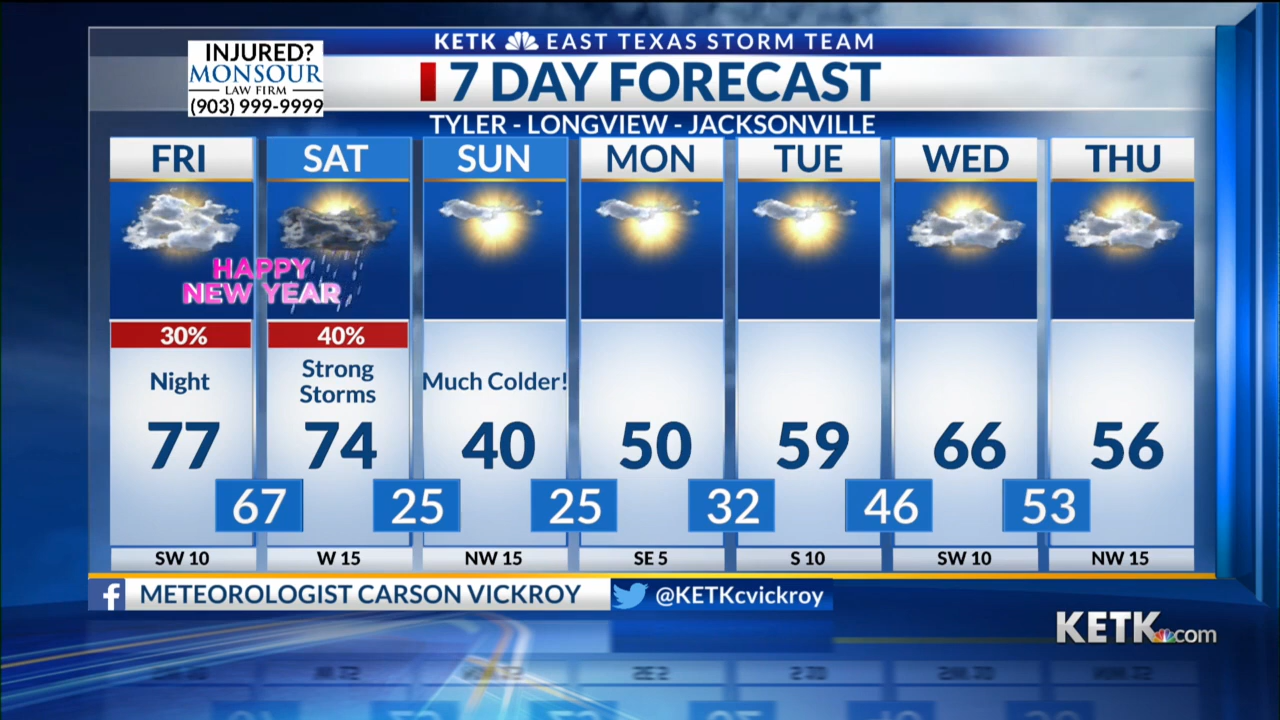 KETK EAST TEXAS STORM TEAM
INJURED?
MONSOUR
LAW FIRM
(903) 999-9999
7 DAY FORECAST
TYLER - LONGVIEW - JACKSONVILLE
FRI SAT SUN MON TUE WED THU
HAPPY
NEW YEAR
30% 40%
Night Strong Storms Much Colder!
77 74 40 50 59 66 56
67 25 25 32 46 53
SW 10 W 15 NW 15 SE 5 S 10 SW 10 NW 15
f METEOROLOGIST CARSON VICKROY @KETKcvickroy
KETK.com